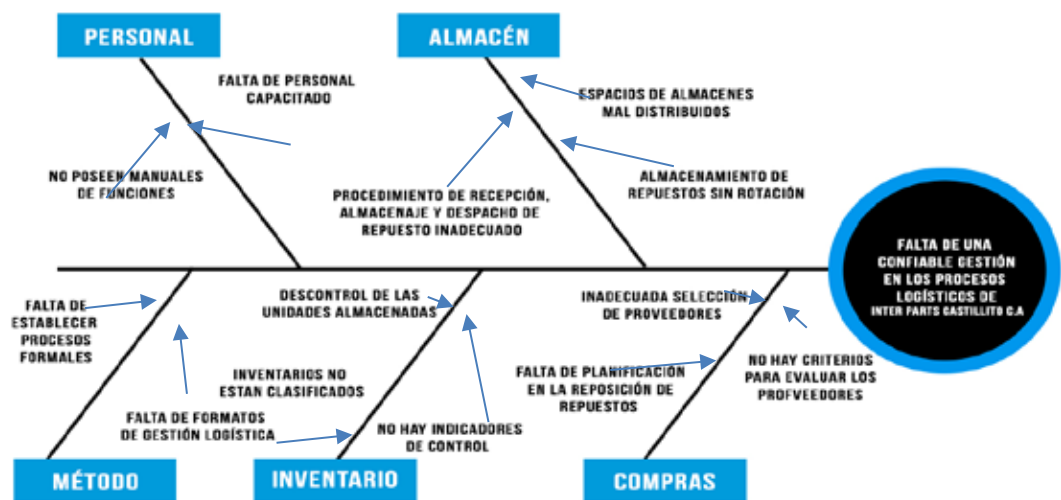 PERSONAL
FALTA DE PERSONAL
CAPACITADO
NO POSEEN MANUALES
DE FUNCIONES
ALMACÉN
ESPACIOS DE ALMACENES
MAL DISTRIBUIDOS
ALMACENAMIENTO DE
REPUESTOS SIN ROTACIÓN
PROCEDIMIENTO DE RECEPCIÓN,
ALMACENAJE Y DESPACHO DE
REPUESTO INADECUADO
FALTA DE UNA
CONFIABLE GESTIÓN
EN LOS PROCESOS
LOGÍSTICOS DE
INTER PARTS CASTILLITO C.A
FALTA DE
ESTABLECER
PROCESOS
FORMALES
FALTA DE FORMATOS
DE GESTIÓN LOGÍSTICA
MÉTODO
DESCONTROL DE LAS
UNIDADES ALMACENADAS
INVENTARIOS NO
ESTAN CLASIFICADOS
NO HAY INDICADORES
DE CONTROL
INVENTARIO
INADECUADA SELECCIÓN
DE PROVEEDORES
FALTA DE PLANIFICACIÓN
EN LA REPOSICIÓN DE
REPUESTOS
NO HAY CRITERIOS
PARA EVALUAR LOS
PROFVEEDORES
COMPRAS